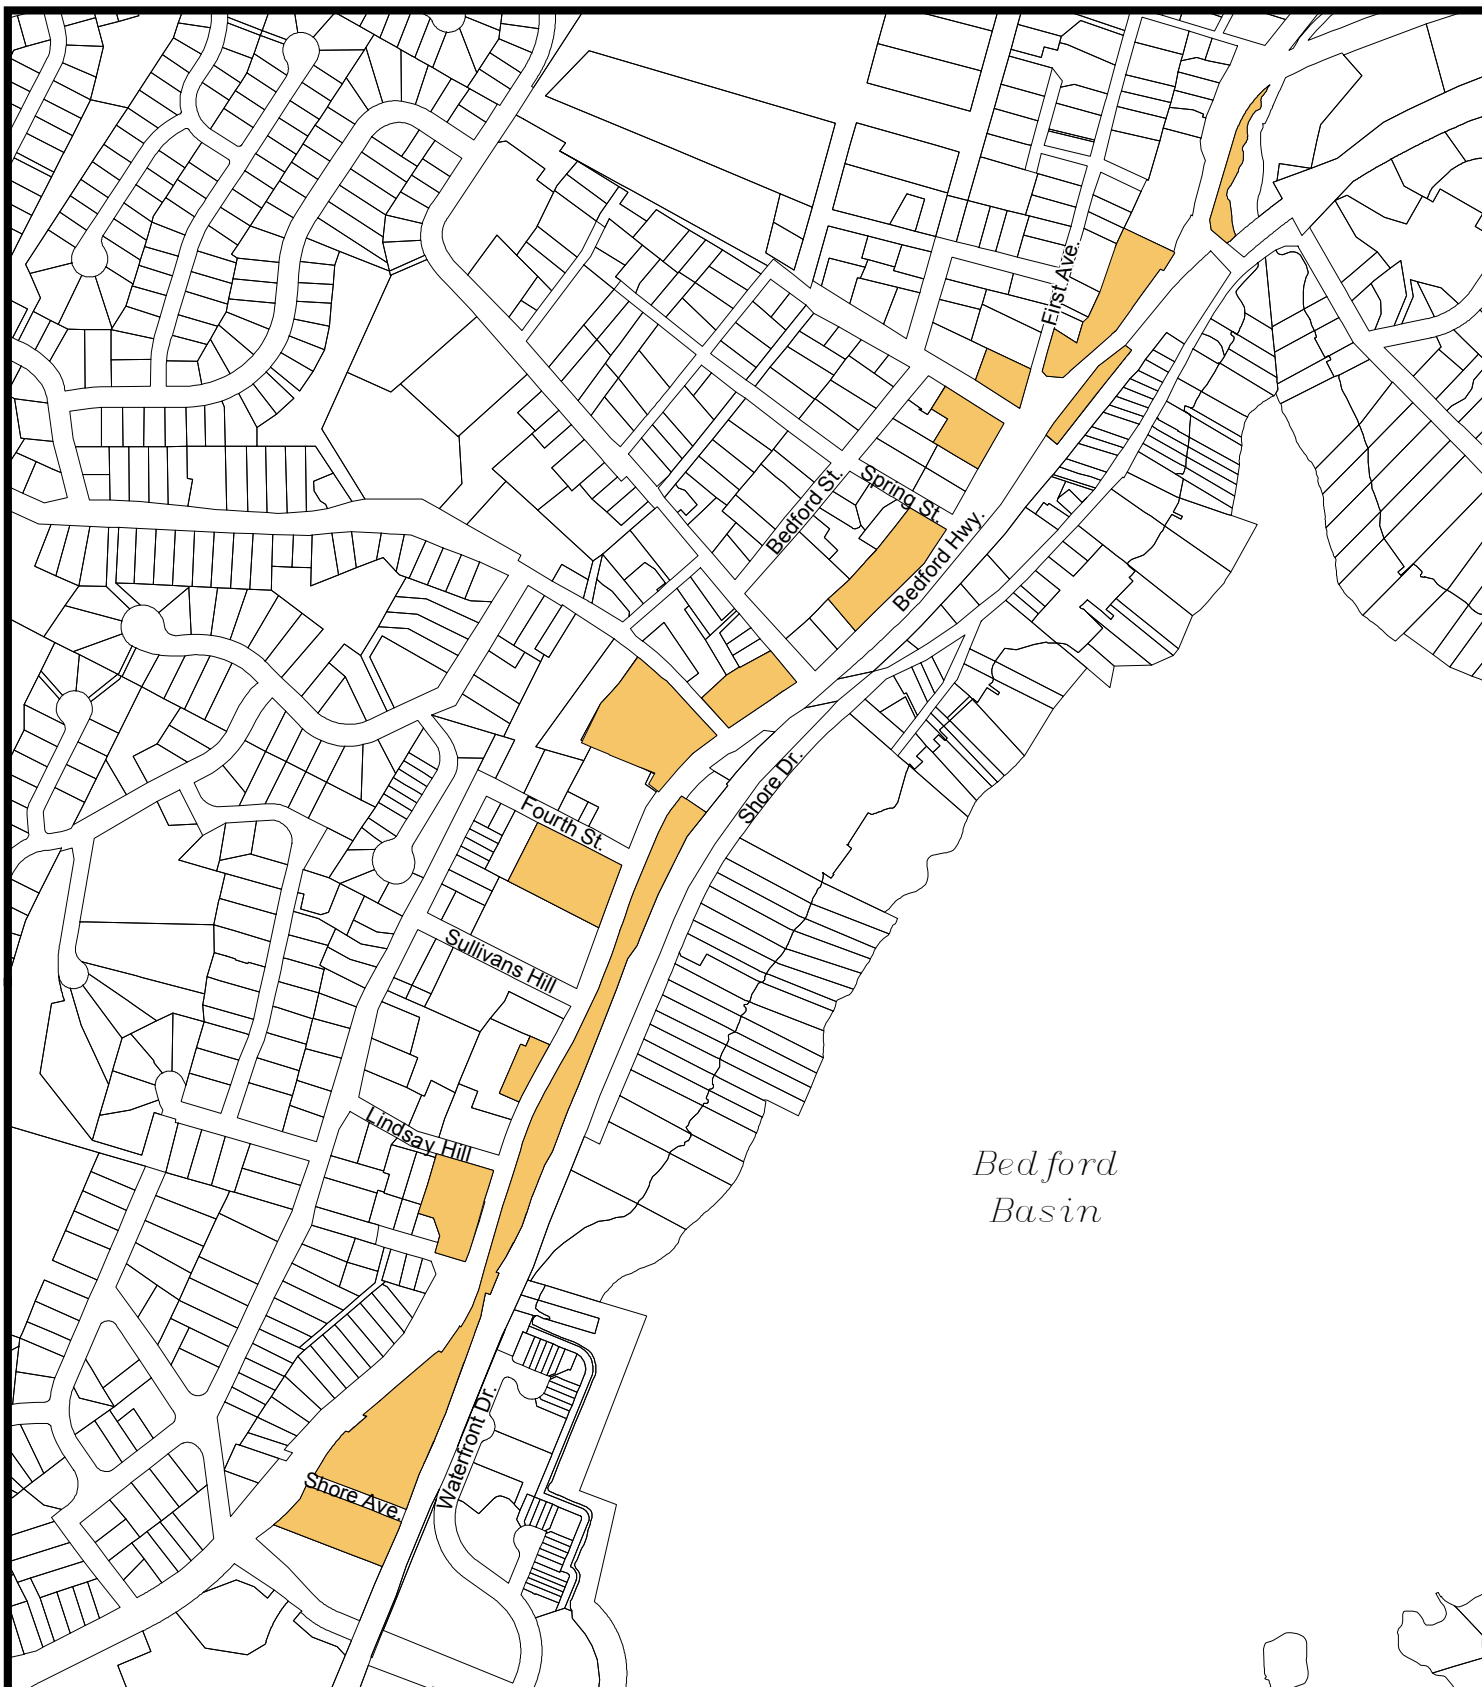 First Ave.
Spring St.
Bedford St.
Bedford Hwy.
Shore Dr.
Fourth St.
Sullivans Hill
Lindsay Hill
Bedford
Basin
Waterfront Dr.
Shore Ave.